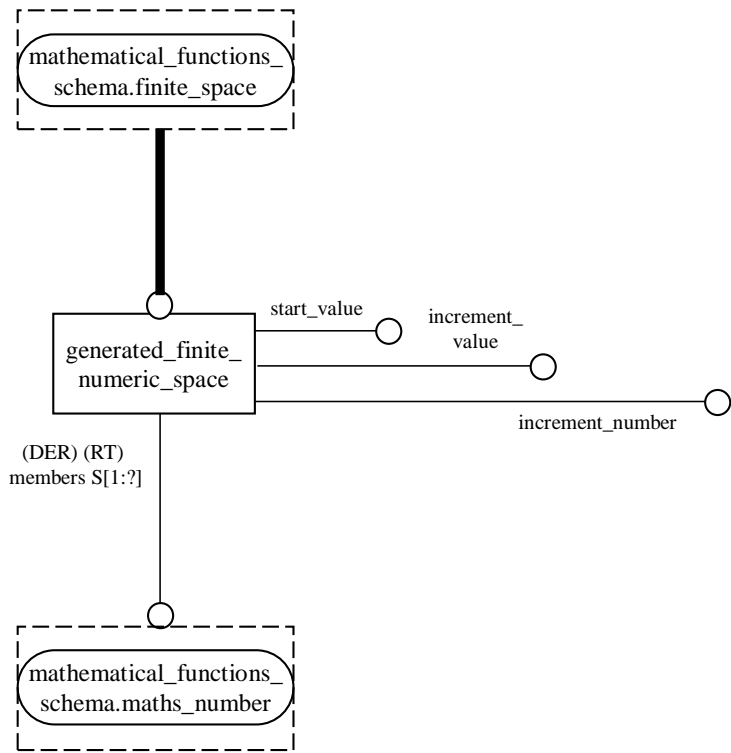 mathematical_functions_
schema.finite_space
start_value
increment_
value
generated_finite_
numeric_space
increment_number
(DER) (RT)
members S[1:?]
mathematical_functions_
schema.maths_number